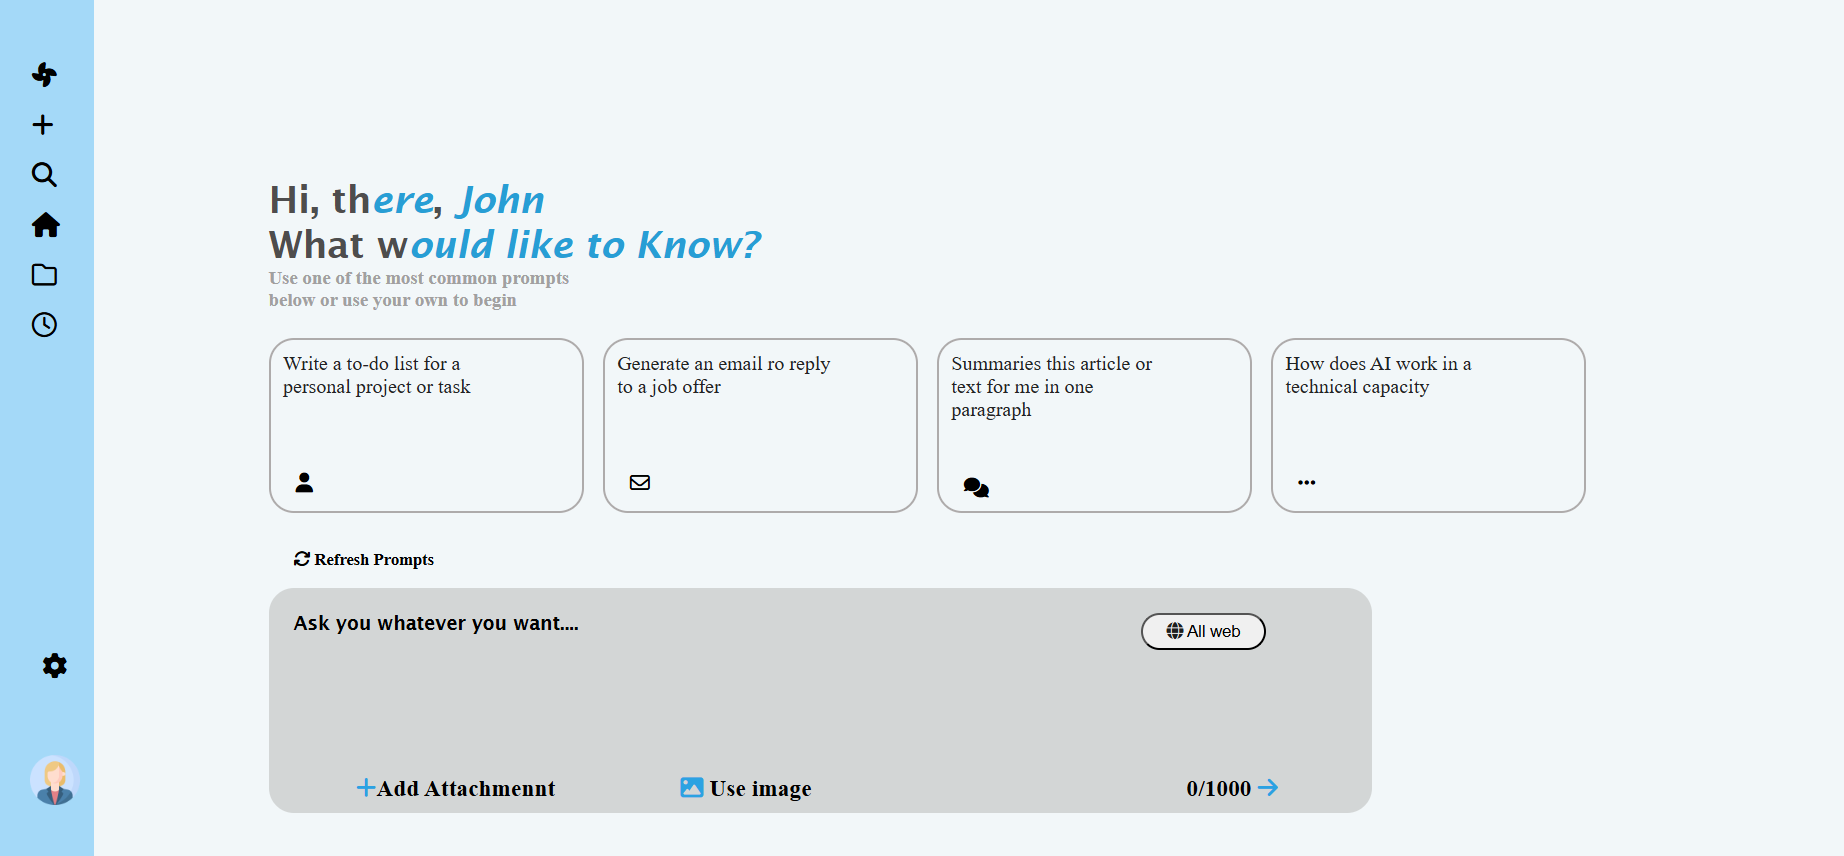 Hi, there, John
What would like to Know?
Use one of the most common prompts
below or use your own to begin
Write a to-do list for a
personal project or task
Generate an email ro reply
to a job offer
Summaries this article or
text for me in one
paragraph
How does AI work in a
technical capacity
Refresh Prompts
Ask you whatever you want....
All web
Add Attachmennt
Use image
0/1000